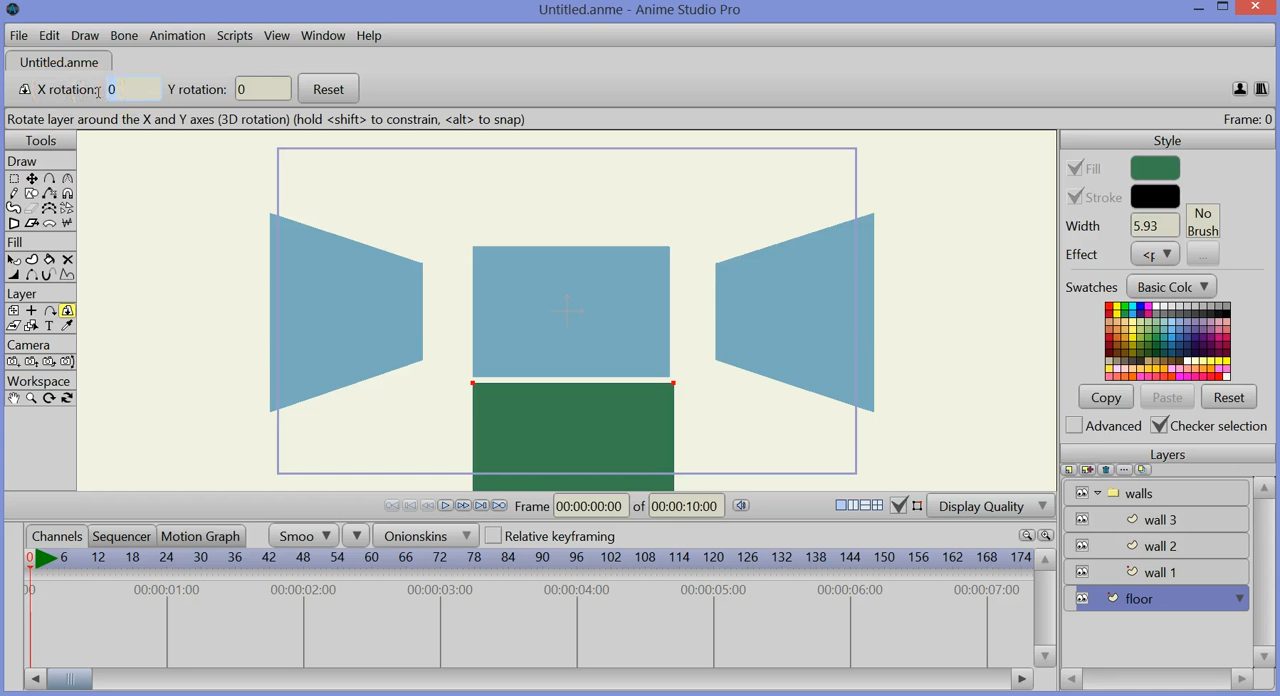 Untitled.anme - Anime Studio Pro
File Edit Draw Bone Animation Scripts View Window Help
Untitled.anme
X rotation: 0 Y rotation: 0 Reset
Rotate layer around the X and Y axes (3D rotation) (hold <shift> to constrain, <alt> to snap) Frame: 0
Tools
Draw
Fill
Layer
Camera
Workspace
Style
Fill
Stroke
Width 5.93 No Brush
Effect <p ...
Swatches Basic Colc
Copy Paste Reset
Advanced Checker selection
Layers
walls
wall 3
wall 2
wall 1
floor
Frame 00:00:00:00 of 00:00:10:00 Display Quality
Channels Sequencer Motion Graph Smoo Onionskins Relative keyframing
0 6 12 18 24 30 36 42 48 54 60 66 72 78 84 90 96 102 108 114 120 126 132 138 144 150 156 162 168 174
00 00:00:01:00 00:00:02:00 00:00:03:00 00:00:04:00 00:00:05:00 00:00:06:00 00:00:07:00